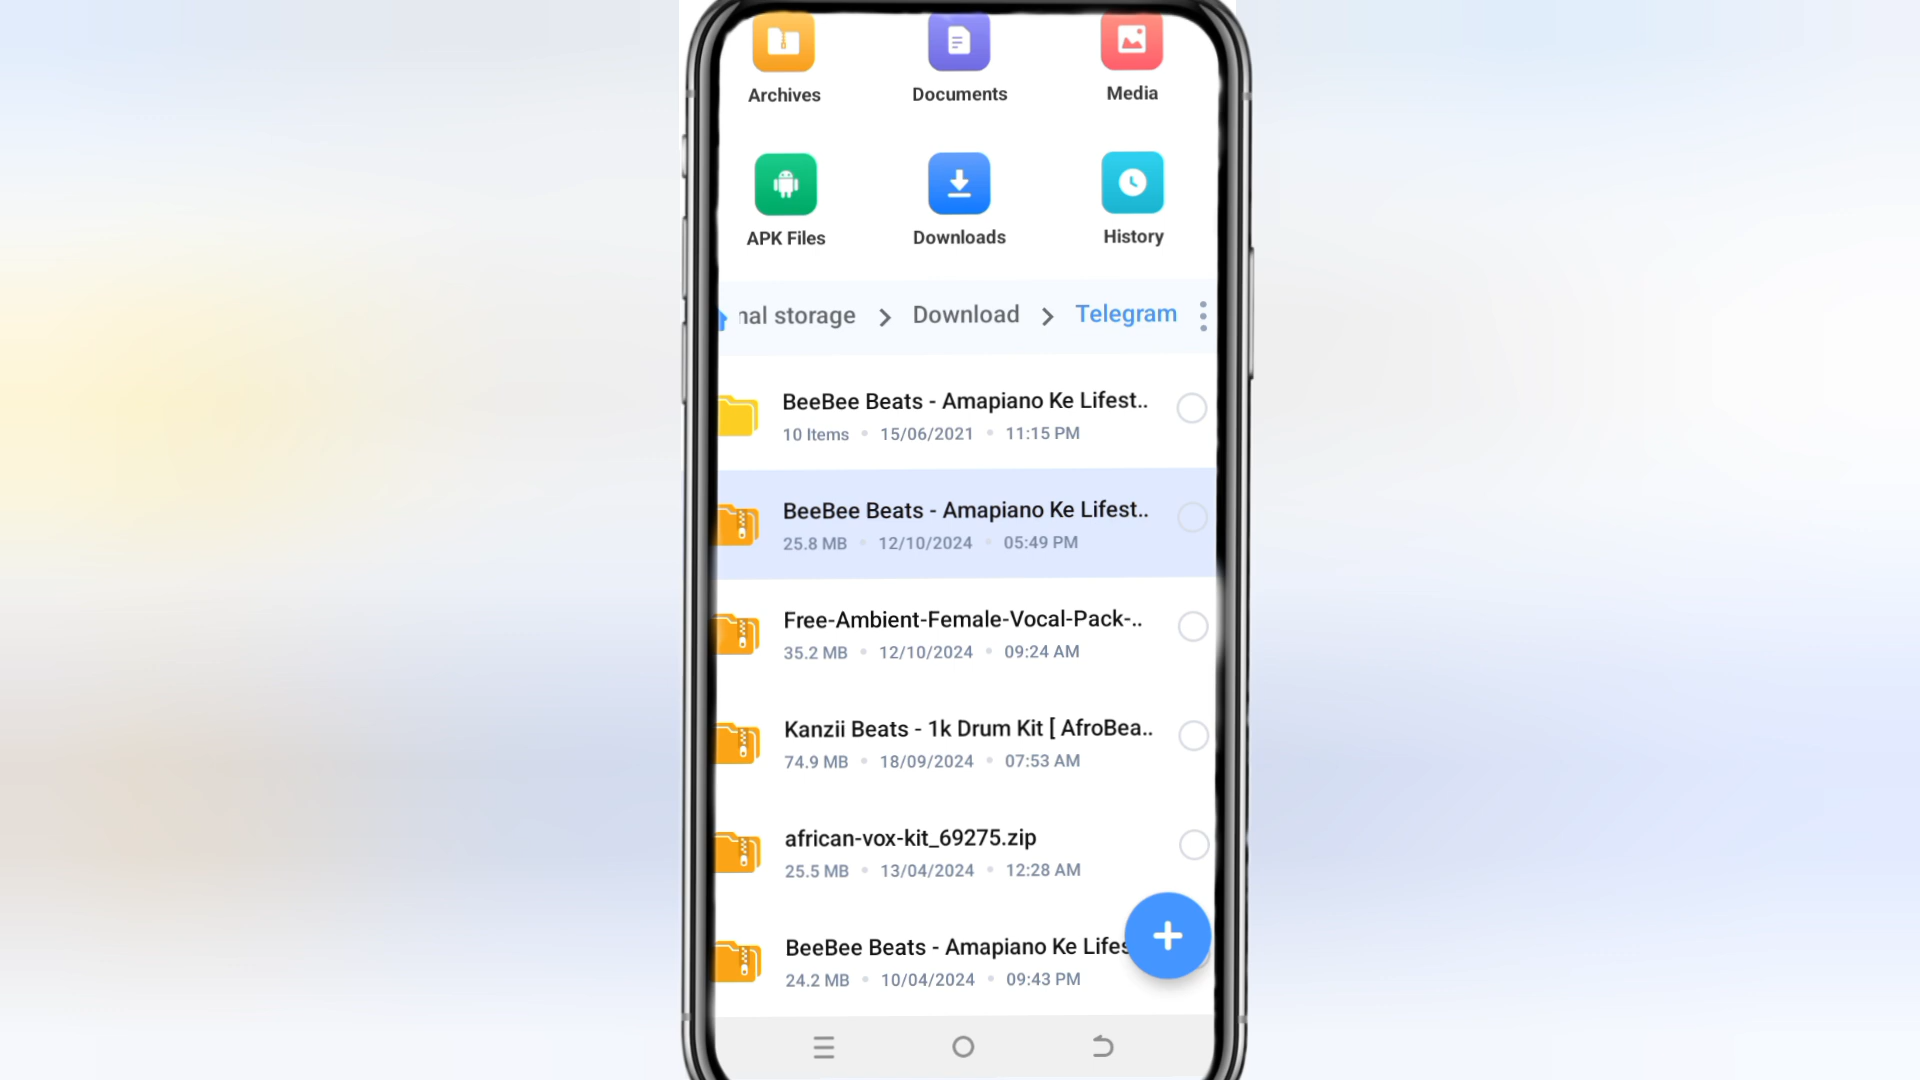 Archives Documents Media
APK Files Downloads History
nal storage > Download > Telegram
BeeBee Beats - Amapiano Ke Lifest..
10 Items • 15/06/2021 • 11:15 PM
BeeBee Beats - Amapiano Ke Lifest..
25.8 MB • 12/10/2024 • 05:49 PM
Free-Ambient-Female-Vocal-Pack-..
35.2 MB • 12/10/2024 • 09:24 AM
Kanzii Beats - 1k Drum Kit [ AfroBea..
74.9 MB • 18/09/2024 • 07:53 AM
african-vox-kit_69275.zip
25.5 MB • 13/04/2024 • 12:28 AM
BeeBee Beats - Amapiano Ke Lifes
24.2 MB • 10/04/2024 • 09:43 PM